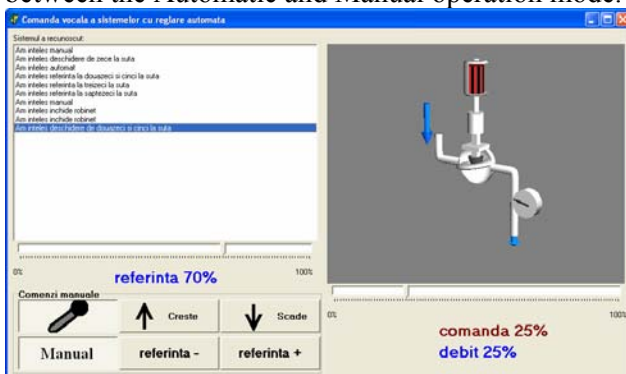 between the Automatic and Manual operation mode.
Comanda vocala a sistemelor cu reglare automata
Sistemul a recunoscut:
Am inteles manual
Am inteles deschidere de zece la suta
Am inteles automat
Am inteles referinta la douazeci si cinci la suta
Am inteles referinta la treizeci la suta
Am inteles referinta la saptezeci la suta
Am inteles manual
Am inteles inchide robinet
Am inteles inchide robinet
Am inteles deschidere de douazeci si cinci la suta
0% 100%
referinta 70%
Comenzi manuale
Creste Scade
Manual referinta - referinta +
0% 100%
comanda 25%
debit 25%